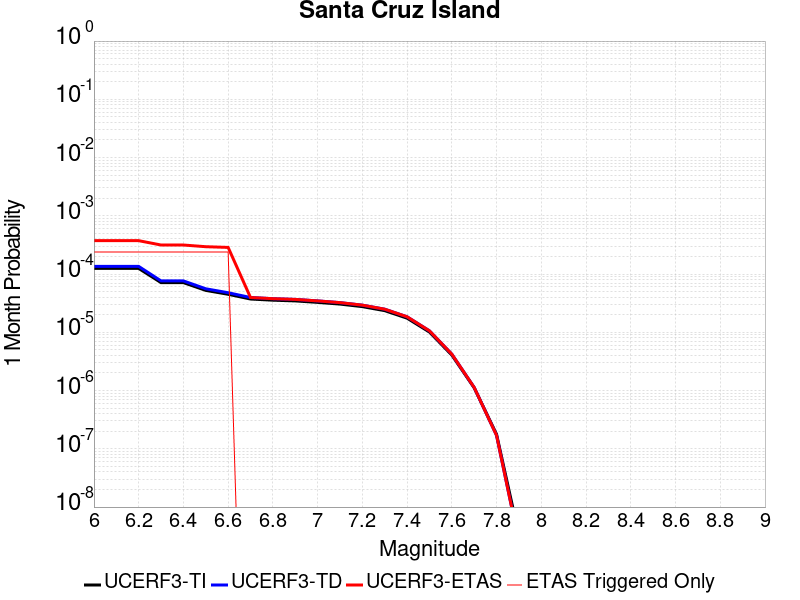 Santa Cruz Island
10^0
10^-1
10^-2
10^-3
10^-4
10^-5
10^-6
10^-7
10^-8
1 Month Probability
6 6.2 6.4 6.6 6.8 7 7.2 7.4 7.6 7.8 8 8.2 8.4 8.6 8.8 9
Magnitude
UCERF3-TI UCERF3-TD UCERF3-ETAS ETAS Triggered Only